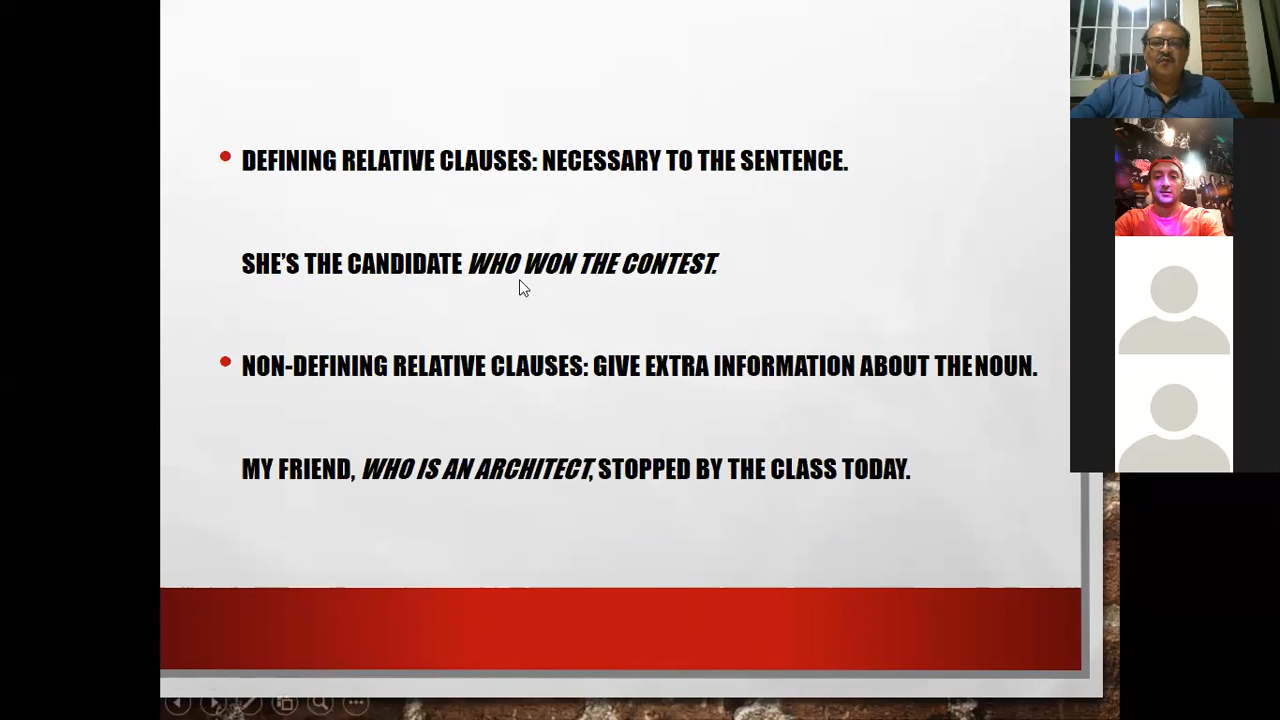 DEFINING RELATIVE CLAUSES: NECESSARY TO THE SENTENCE.
SHE'S THE CANDIDATE WHO WON THE CONTEST.
NON-DEFINING RELATIVE CLAUSES: GIVE EXTRA INFORMATION ABOUT THE NOUN.
MY FRIEND, WHO IS AN ARCHITECT, STOPPED BY THE CLASS TODAY.